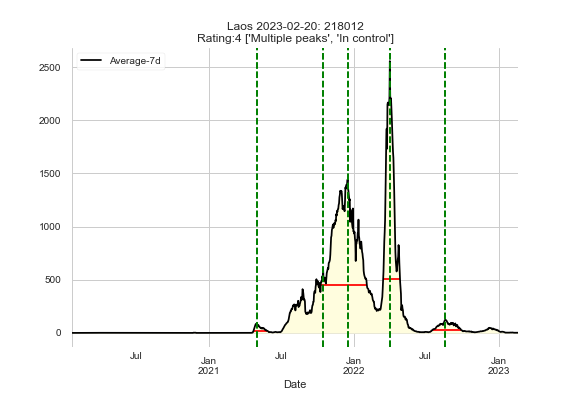 Laos 2023-02-20: 218012
Rating:4 ['Multiple peaks', 'In control']
Average-7d
2500
2000
1500
1000
500
0
Jul
Jan
2021
Jul
Jan
2022
Jul
Jan
2023
Date